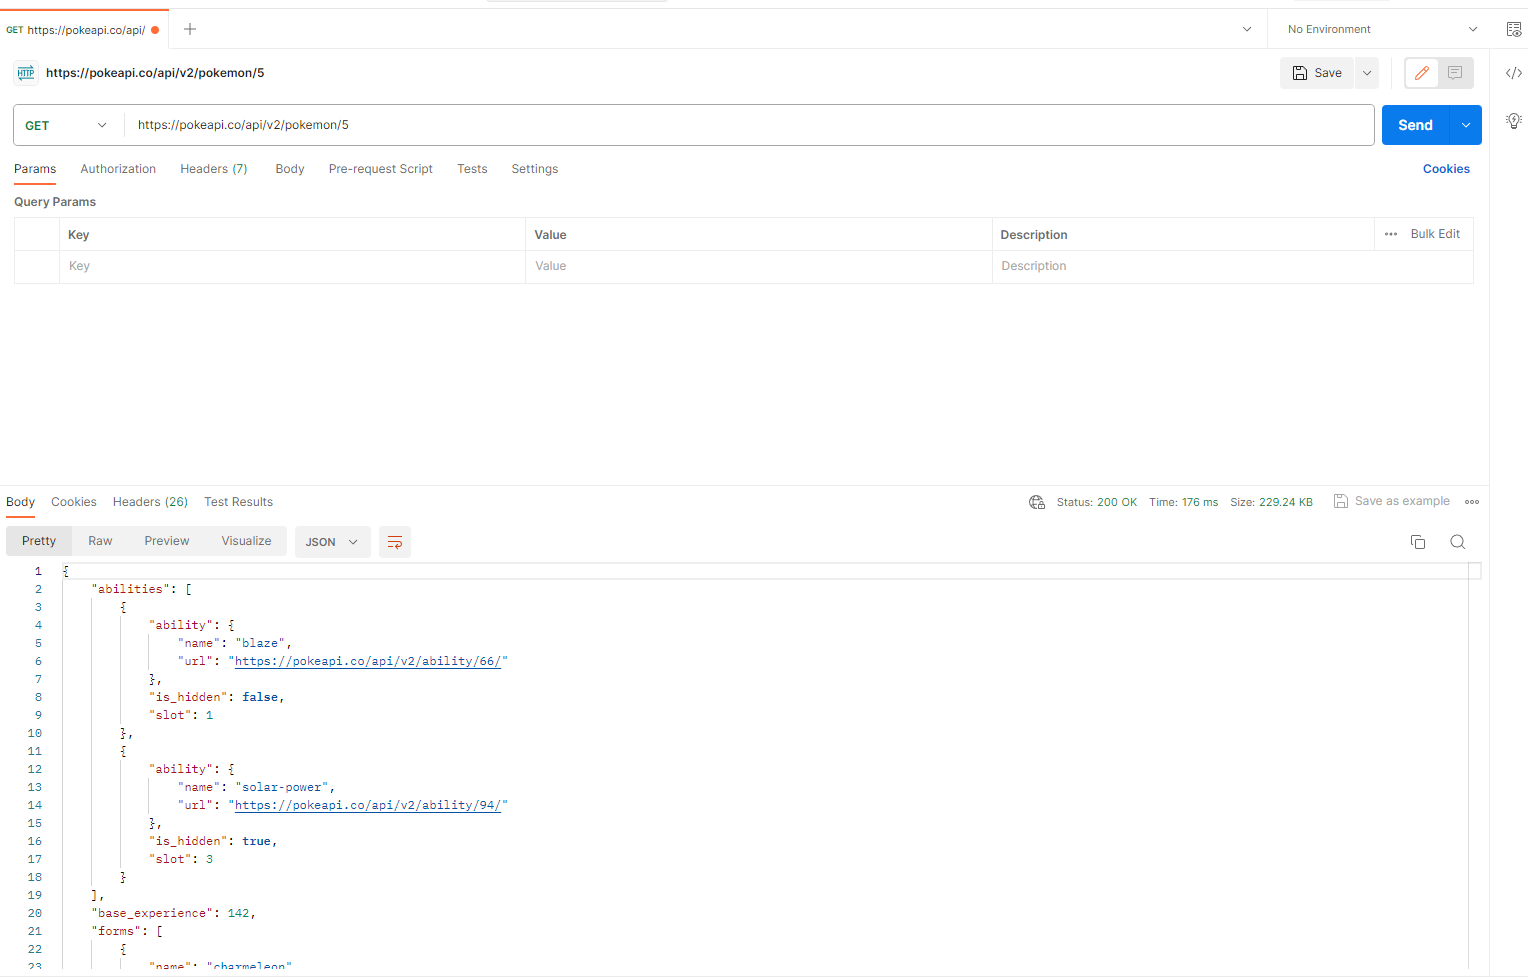 GET https://pokeapi.co/api/
No Environment
HTTP https://pokeapi.co/api/v2/pokemon/5
Save
GET https://pokeapi.co/api/v2/pokemon/5
Send
Params Authorization Headers (7) Body Pre-request Script Tests Settings Cookies
Query Params
Key Value Description Bulk Edit
Key Value Description
Body Cookies Headers (26) Test Results Status: 200 OK Time: 176 ms Size: 229.24 KB Save as example
Pretty Raw Preview Visualize JSON
1 {
2 "abilities": [
3 {
4 "ability": {
5 "name": "blaze",
6 "url": "https://pokeapi.co/api/v2/ability/66/"
7 },
8 "is_hidden": false,
9 "slot": 1
10 },
11 {
12 "ability": {
13 "name": "solar-power",
14 "url": "https://pokeapi.co/api/v2/ability/94/"
15 },
16 "is_hidden": true,
17 "slot": 3
18 }
19 ],
20 "base_experience": 142,
21 "forms": [
22 {
23 "name": "charmeleon"